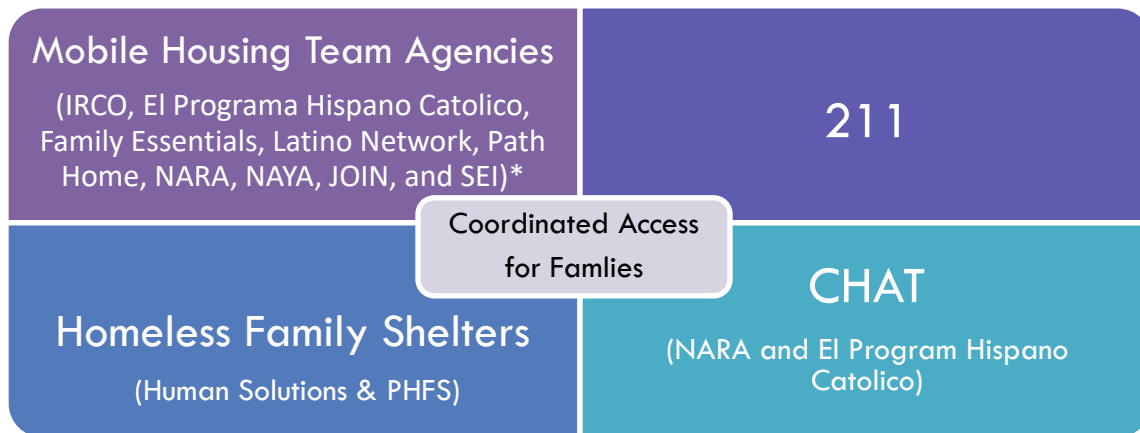 Mobile Housing Team Agencies
(IRCO, El Programa Hispano Catolico,
Family Essentials, Latino Network, Path
Home, NARA, NAYA, JOIN, and SEI)*
211
Coordinated Access
for Famlies
Homeless Family Shelters
(Human Solutions & PHFS)
CHAT
(NARA and El Program Hispano
Catolico)